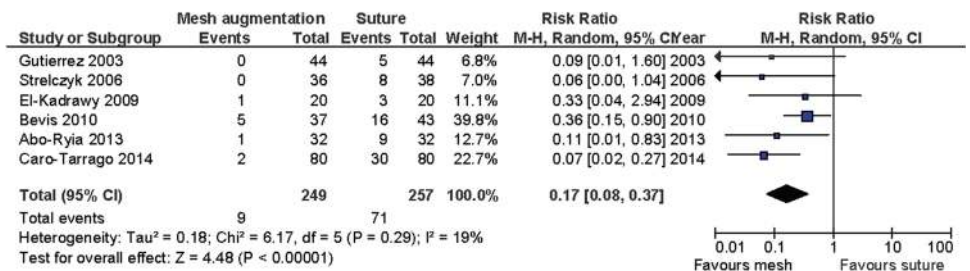 Mesh augmentation Suture Risk Ratio Risk Ratio
Study or Subgroup Events Total Events Total Weight M-H, Random, 95% CI Year M-H, Random, 95% CI
Gutierrez 2003 0 44 5 44 6.8% 0.09 [0.01, 1.60] 2003
Strelczyk 2006 0 36 8 38 7.0% 0.06 [0.00, 1.04] 2006
El-Kadrawy 2009 1 20 3 20 11.1% 0.33 [0.04, 2.94] 2009
Bevis 2010 5 37 16 43 39.8% 0.36 [0.15, 0.90] 2010
Abo-Ryia 2013 1 32 9 32 12.7% 0.11 [0.01, 0.83] 2013
Caro-Tarrago 2014 2 80 30 80 22.7% 0.07 [0.02, 0.27] 2014
Total (95% CI) 249 257 100.0% 0.17 [0.08, 0.37]
Total events 9 71
Heterogeneity: Tau² = 0.18; Chi² = 6.17, df = 5 (P = 0.29); I² = 19%
Test for overall effect: Z = 4.48 (P < 0.00001)
0.01 0.1 1 10 100
Favours mesh Favours suture